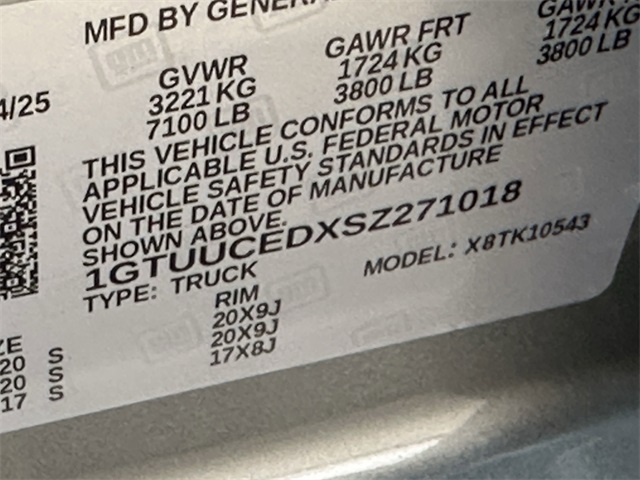 MFD BY GENERA
4/25
GVWR
3221 KG
7100 LB
GAWR FRT
1724 KG
3800 LB
GAWR
1724 KG
3800 LB
THIS VEHICLE CONFORMS TO ALL
APPLICABLE U.S. FEDERAL MOTOR
VEHICLE SAFETY STANDARDS IN EFFECT
ON THE DATE OF MANUFACTURE
SHOWN ABOVE.
1GTUUCEDXSZ271018
TYPE: TRUCK
MODEL: X8TK10543
ZE
RIM
20 S 20X9J
20 S 20X9J
17 S 17X8J